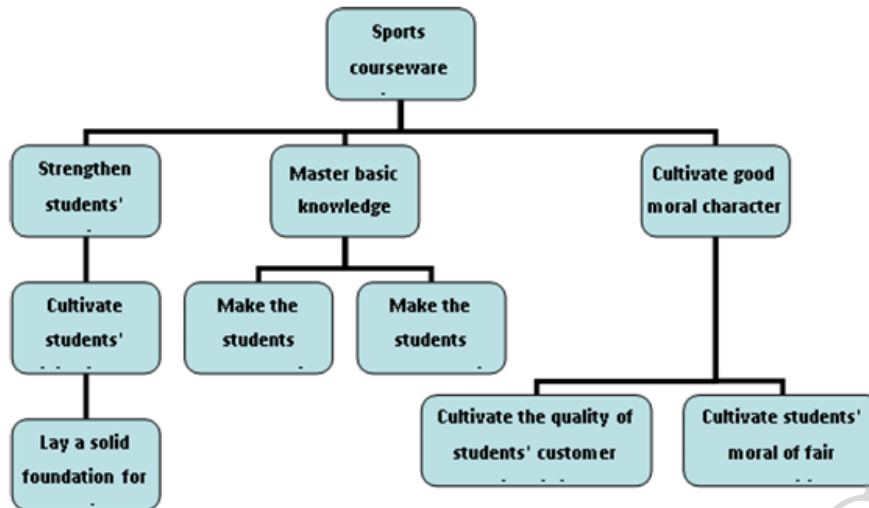 Sports
courseware
Strengthen
students'
Master basic
knowledge
Cultivate good
moral character
Cultivate
students'
Make the
students
Make the
students
Lay a solid
foundation for
Cultivate the quality of
students' customer
Cultivate students'
moral of fair